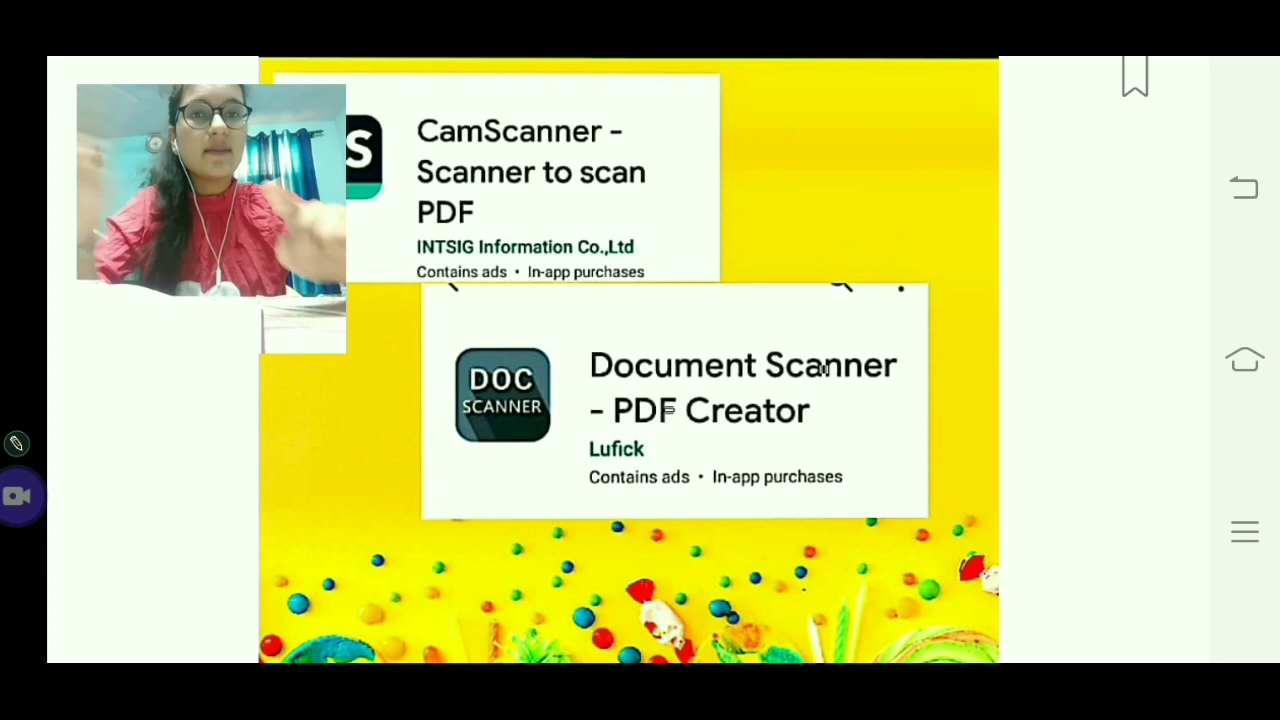 S
CamScanner -
Scanner to scan
PDF
INTSIG Information Co.,Ltd
Contains ads • In-app purchases
DOC
SCANNER
Document Scanner
- PDF Creator
Lufick
Contains ads • In-app purchases